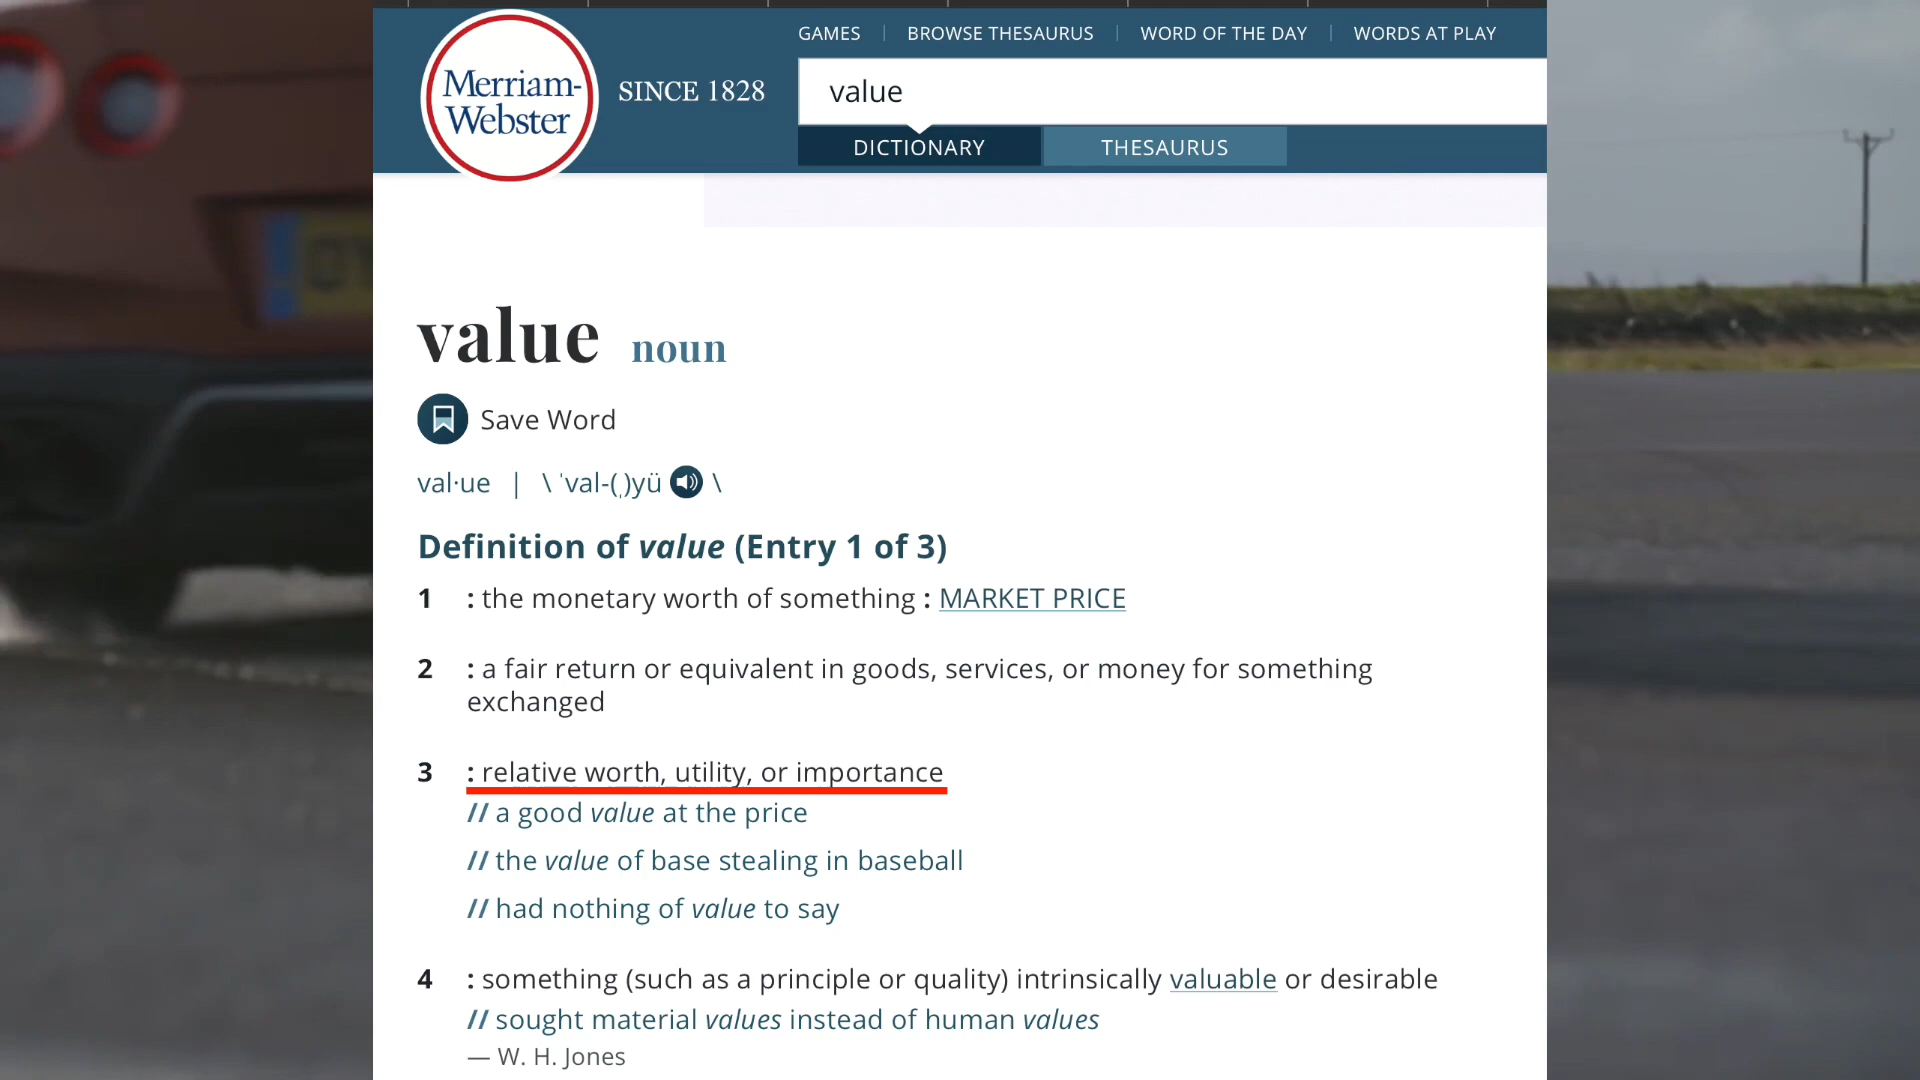 GAMES
BROWSE THESAURUS
WORD OF THE DAY
WORDS AT PLAY
Merriam-
Webster
SINCE 1828
value
DICTIONARY
THESAURUS
value noun
Save Word
val·ue | \ ˈval-(ˌ)yü \
Definition of value (Entry 1 of 3)
1 : the monetary worth of something : MARKET PRICE
2 : a fair return or equivalent in goods, services, or money for something
exchanged
3 : relative worth, utility, or importance
// a good value at the price
// the value of base stealing in baseball
// had nothing of value to say
4 : something (such as a principle or quality) intrinsically valuable or desirable
// sought material values instead of human values
— W. H. Jones